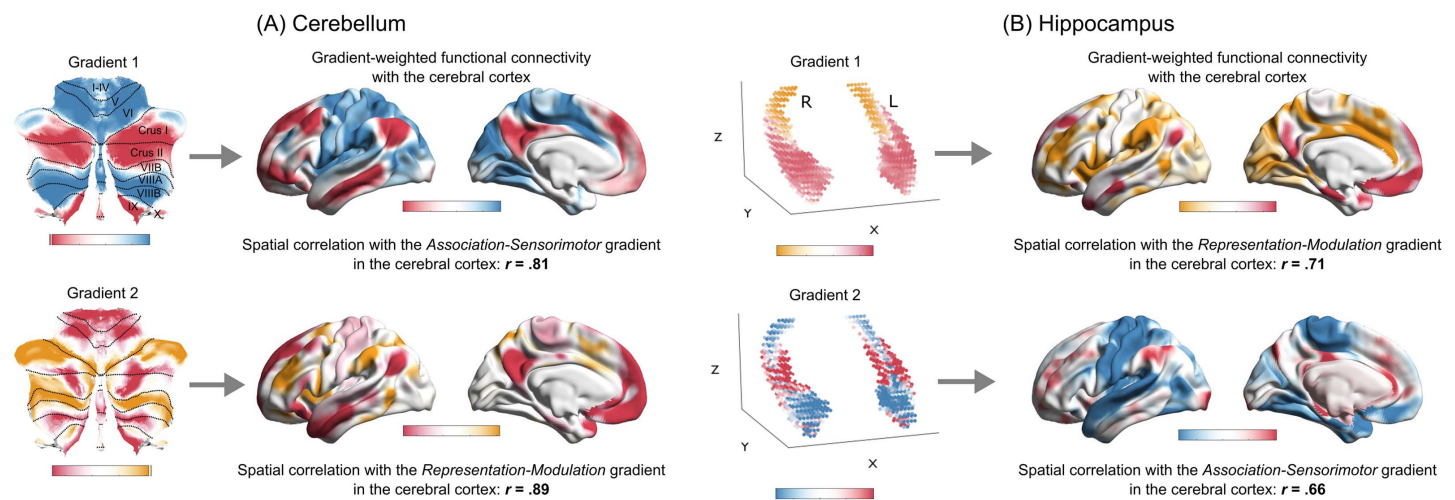 (A) Cerebellum
Gradient 1
Gradient-weighted functional connectivity
with the cerebral cortex
I-IV
V
VI
Crus I
Crus II
VIIB
VIIIA
VIIIB
IX
X
Spatial correlation with the Association-Sensorimotor gradient
in the cerebral cortex: r = .81
Gradient 2
Spatial correlation with the Representation-Modulation gradient
in the cerebral cortex: r = .89
(B) Hippocampus
Gradient 1
Gradient-weighted functional connectivity
with the cerebral cortex
R
L
Z
Y
X
Spatial correlation with the Representation-Modulation gradient
in the cerebral cortex: r = .71
Gradient 2
Z
Y
X
Spatial correlation with the Association-Sensorimotor gradient
in the cerebral cortex: r = .66